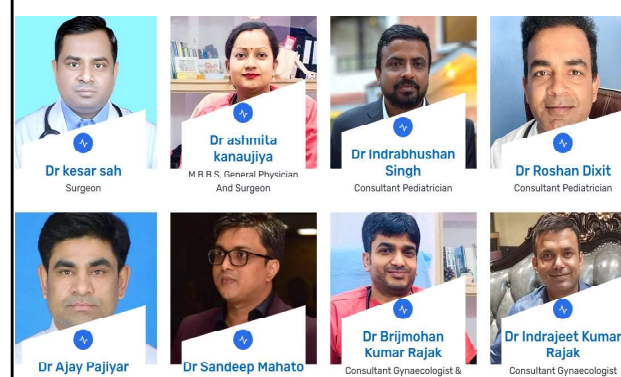 Dr kesar sah
Surgeon
Dr ashmita
kanaujiya
M.B.B.S, General Physician
And Surgeon
Dr Indrabhushan
Singh
Consultant Pediatrician
Dr Roshan Dixit
Consultant Pediatrician
Dr Ajay Pajiyar
Dr Sandeep Mahato
Dr Brijmohan
Kumar Rajak
Consultant Gynaecologist &
Dr Indrajeet Kumar
Rajak
Consultant Gynaecologist